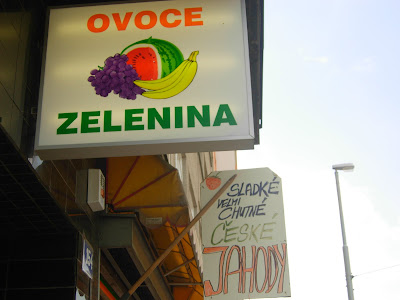 OVOCE
ZELENINA
SLADKÉ
VELMI
CHUTNÉ
ČESKÉ
JAHODY